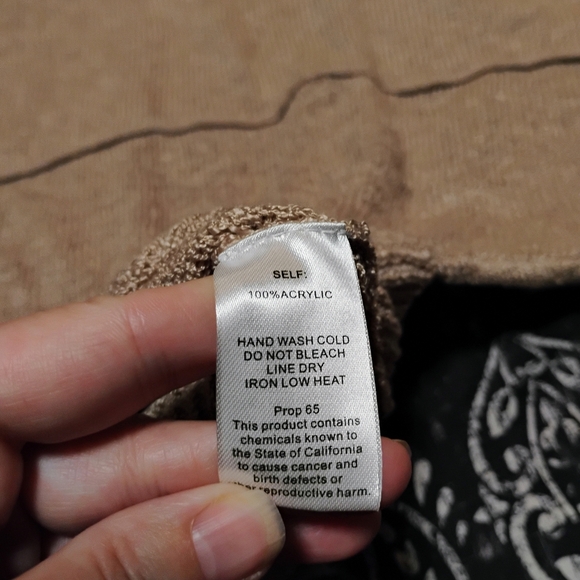 SELF:
100%ACRYLIC
HAND WASH COLD
DO NOT BLEACH
LINE DRY
IRON LOW HEAT
Prop 65
This product contains
chemicals known to
the State of California
to cause cancer and
birth defects or
other reproductive harm.